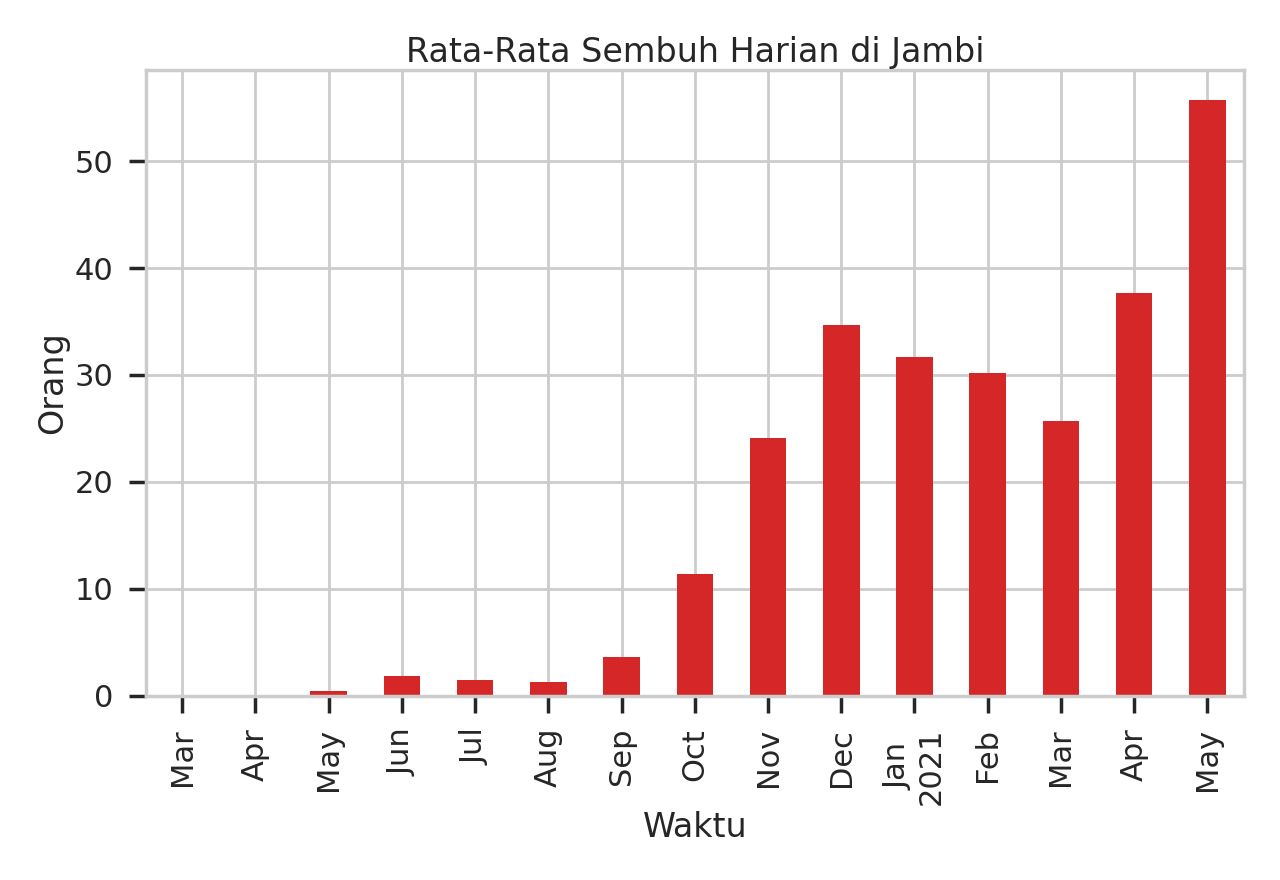 Rata-Rata Sembuh Harian di Jambi
Orang
50
40
30
20
10
0
Mar
Apr
May
Jun
Jul
Aug
Sep
Oct
Nov
Dec
Jan
2021
Feb
Mar
Apr
May
Waktu